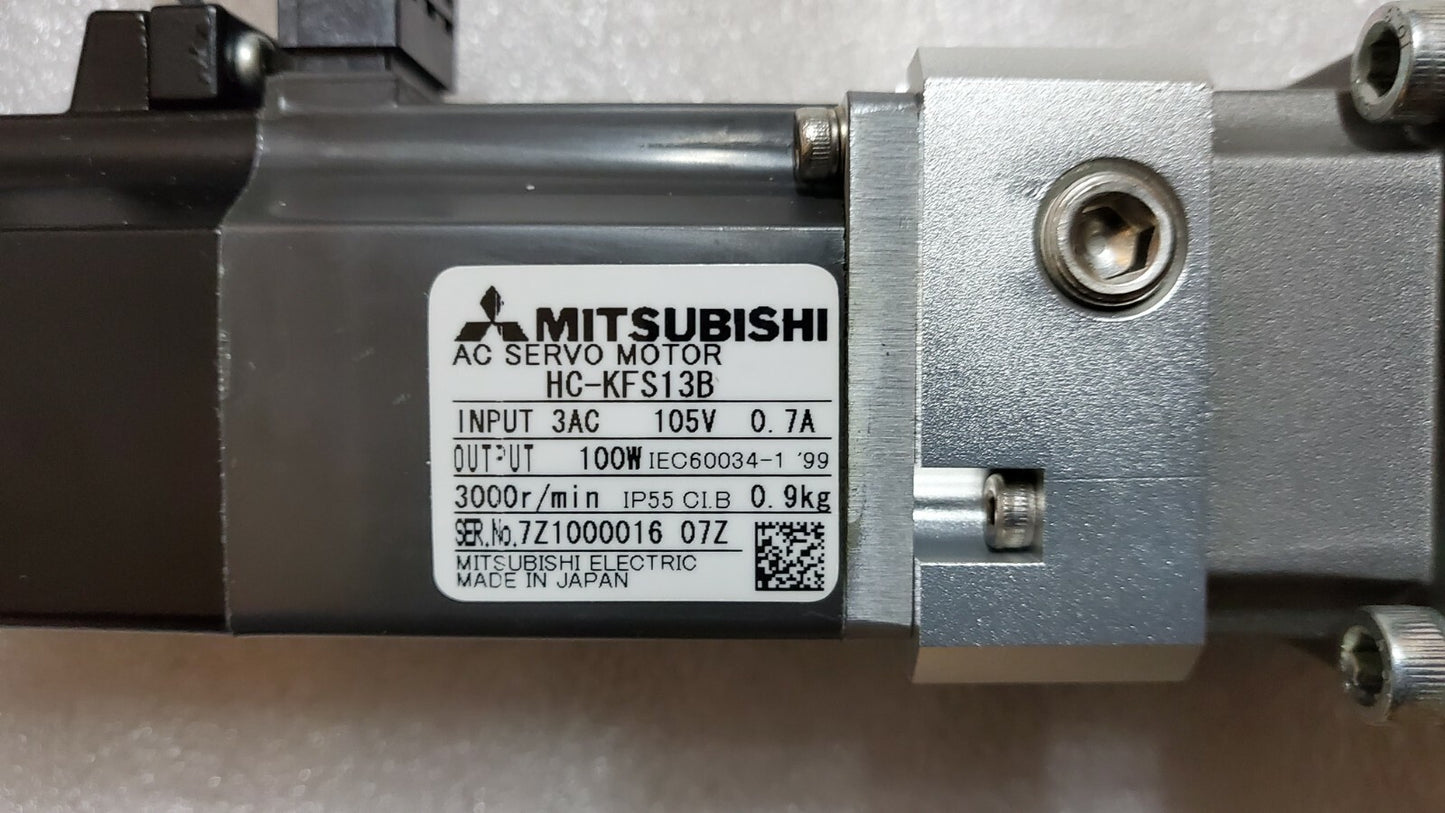 MITSUBISHI
AC SERVO MOTOR
HC-KFS13B
INPUT 3AC 105V 0.7A
OUTPUT 100W IEC60034-1 '99
3000r/min IP55 CI.B 0.9kg
SER.No.7Z1000016 07Z
MITSUBISHI ELECTRIC
MADE IN JAPAN